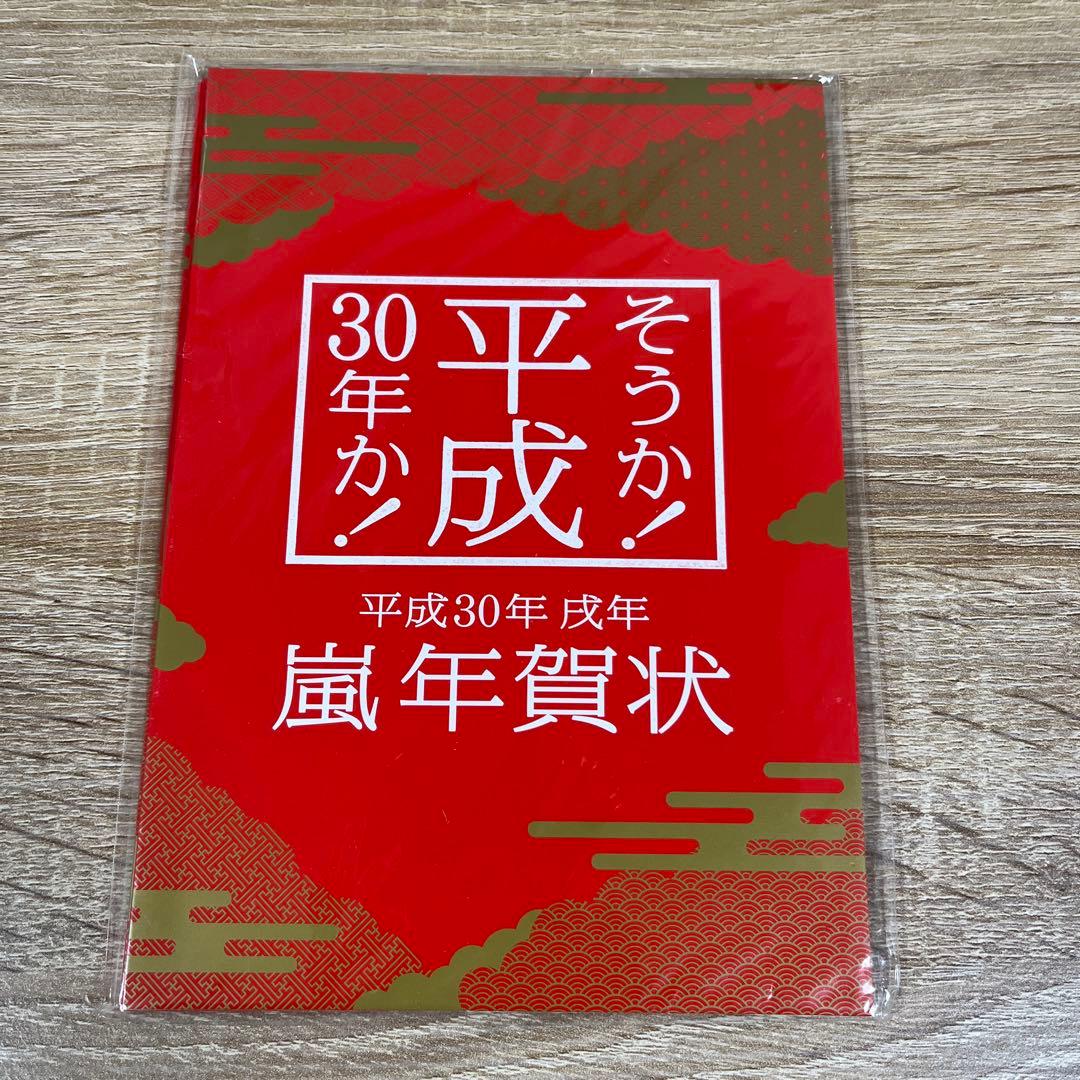 そうか!
平成
30年か!
平成30年 戌年
嵐年賀状